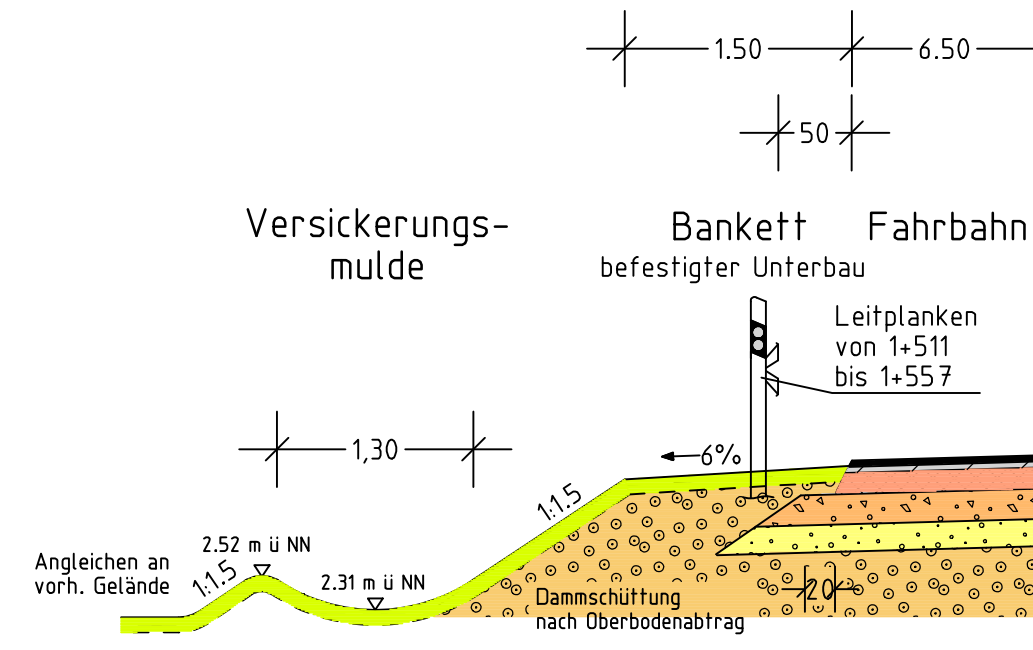 1.50
6.50
50
Versickerungs-
mulde
Bankett
Fahrbahn
befestigter Unterbau
Leitplanken
von 1+511
bis 1+557
1,30
6%
1:1.5
2.52 m ü NN
Angleichen an
vorh. Gelände
1:1.5
2.31 m ü NN
20
Dammschüttung
nach Oberbodenabtrag